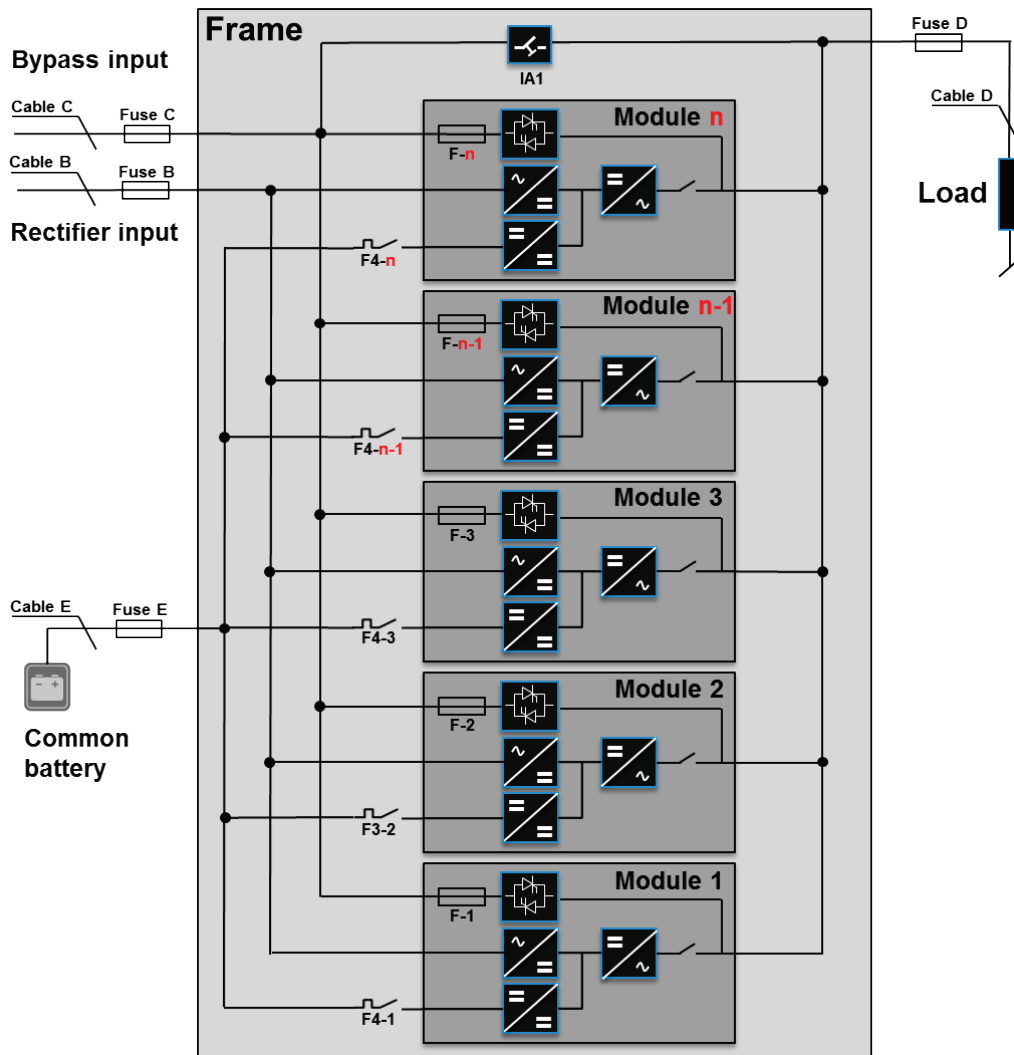 Frame
Fuse D
Bypass input
IA1
Cable C
Fuse C
Cable D
Module n
F-n
Cable B
Fuse B
Load
Rectifier input
F4-n
Module n-1
F-n-1
F4-n-1
Module 3
F-3
Cable E
Fuse E
F4-3
Common
battery
Module 2
F-2
F3-2
Module 1
F-1
F4-1